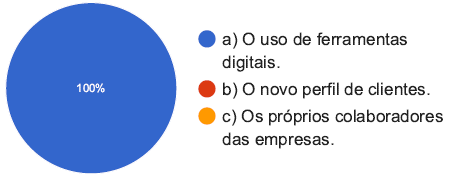 100%
a) O uso de ferramentas
digitais.
b) O novo perfil de clientes.
c) Os próprios colaboradores
das empresas.